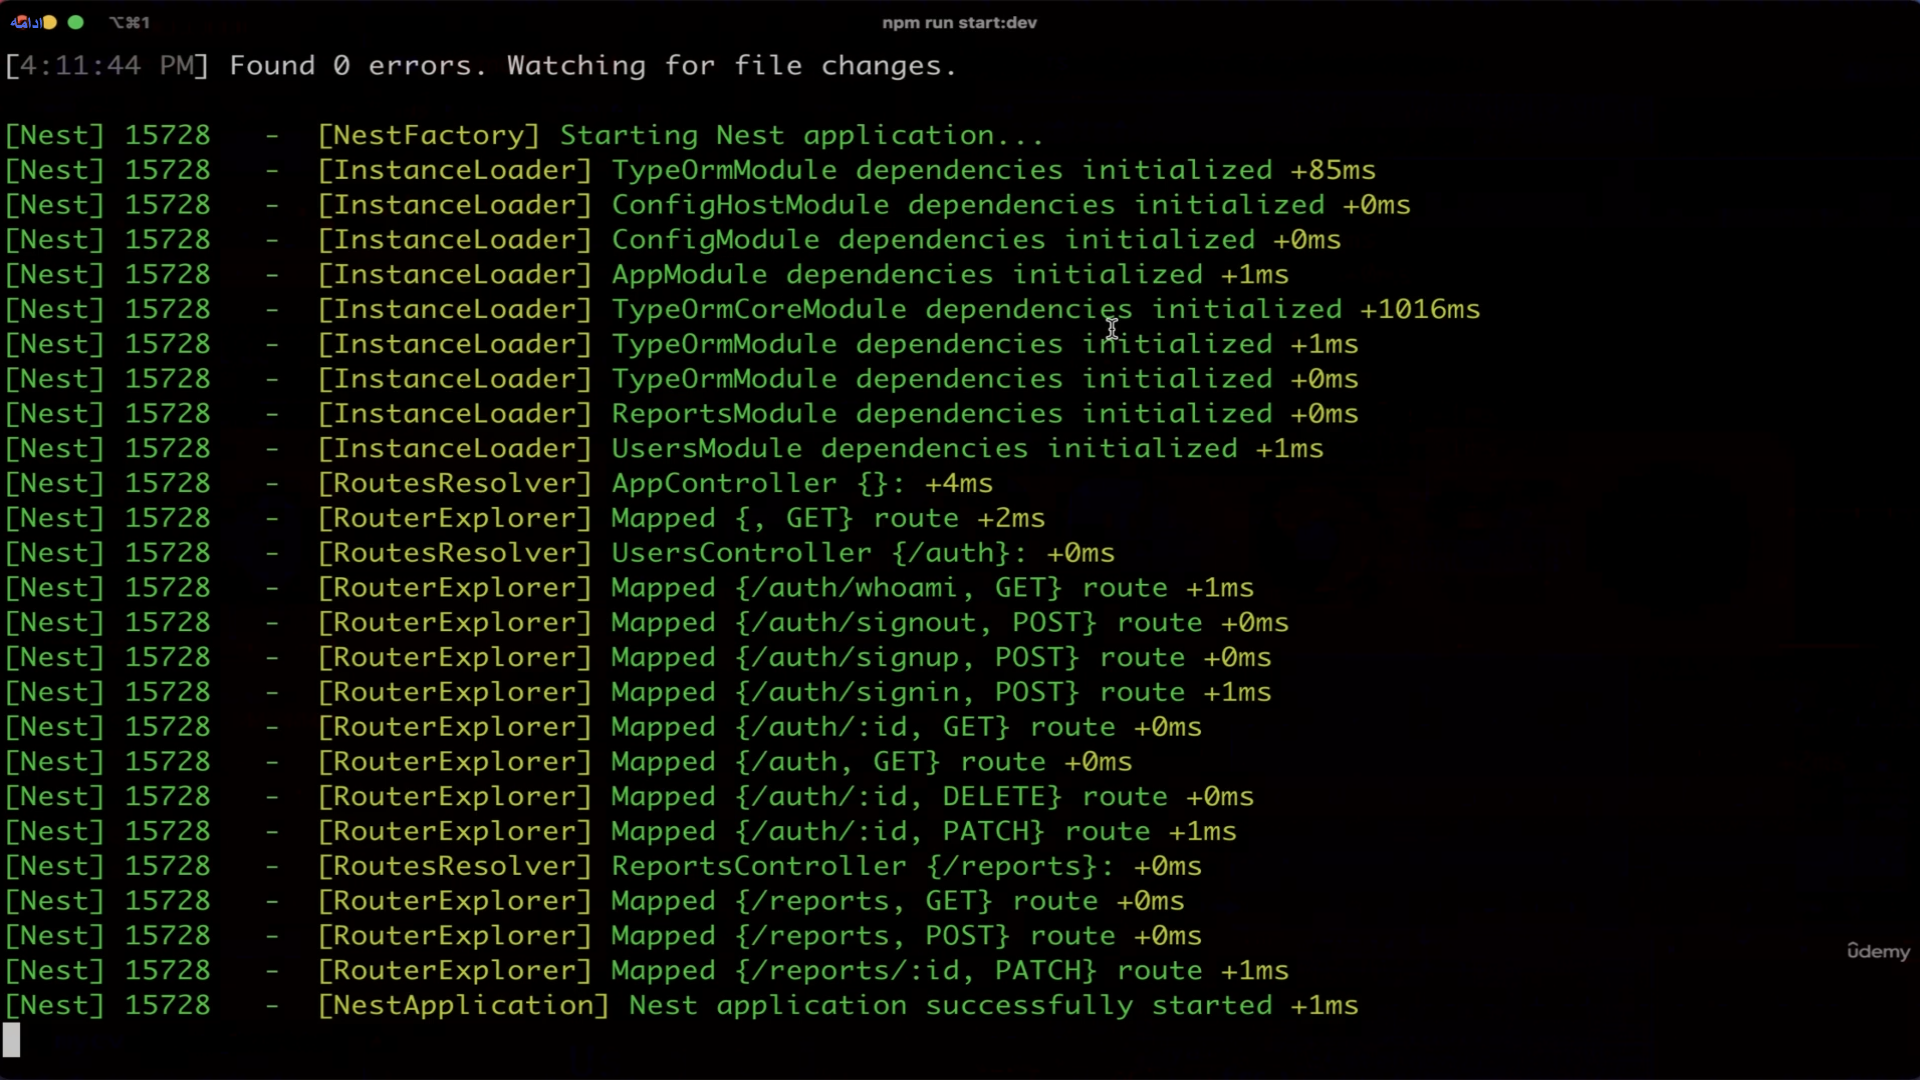 ادامه
⌥⌘1
npm run start:dev
[4:11:44 PM] Found 0 errors. Watching for file changes.
[Nest] 15728 - [NestFactory] Starting Nest application...
[Nest] 15728 - [InstanceLoader] TypeOrmModule dependencies initialized +85ms
[Nest] 15728 - [InstanceLoader] ConfigHostModule dependencies initialized +0ms
[Nest] 15728 - [InstanceLoader] ConfigModule dependencies initialized +0ms
[Nest] 15728 - [InstanceLoader] AppModule dependencies initialized +1ms
[Nest] 15728 - [InstanceLoader] TypeOrmCoreModule dependencies initialized +1016ms
[Nest] 15728 - [InstanceLoader] TypeOrmModule dependencies initialized +1ms
[Nest] 15728 - [InstanceLoader] TypeOrmModule dependencies initialized +0ms
[Nest] 15728 - [InstanceLoader] ReportsModule dependencies initialized +0ms
[Nest] 15728 - [InstanceLoader] UsersModule dependencies initialized +1ms
[Nest] 15728 - [RoutesResolver] AppController {}: +4ms
[Nest] 15728 - [RouterExplorer] Mapped {, GET} route +2ms
[Nest] 15728 - [RoutesResolver] UsersController {/auth}: +0ms
[Nest] 15728 - [RouterExplorer] Mapped {/auth/whoami, GET} route +1ms
[Nest] 15728 - [RouterExplorer] Mapped {/auth/signout, POST} route +0ms
[Nest] 15728 - [RouterExplorer] Mapped {/auth/signup, POST} route +0ms
[Nest] 15728 - [RouterExplorer] Mapped {/auth/signin, POST} route +1ms
[Nest] 15728 - [RouterExplorer] Mapped {/auth/:id, GET} route +0ms
[Nest] 15728 - [RouterExplorer] Mapped {/auth, GET} route +0ms
[Nest] 15728 - [RouterExplorer] Mapped {/auth/:id, DELETE} route +0ms
[Nest] 15728 - [RouterExplorer] Mapped {/auth/:id, PATCH} route +1ms
[Nest] 15728 - [RoutesResolver] ReportsController {/reports}: +0ms
[Nest] 15728 - [RouterExplorer] Mapped {/reports, GET} route +0ms
[Nest] 15728 - [RouterExplorer] Mapped {/reports, POST} route +0ms
[Nest] 15728 - [RouterExplorer] Mapped {/reports/:id, PATCH} route +1ms
[Nest] 15728 - [NestApplication] Nest application successfully started +1ms
ûdemy